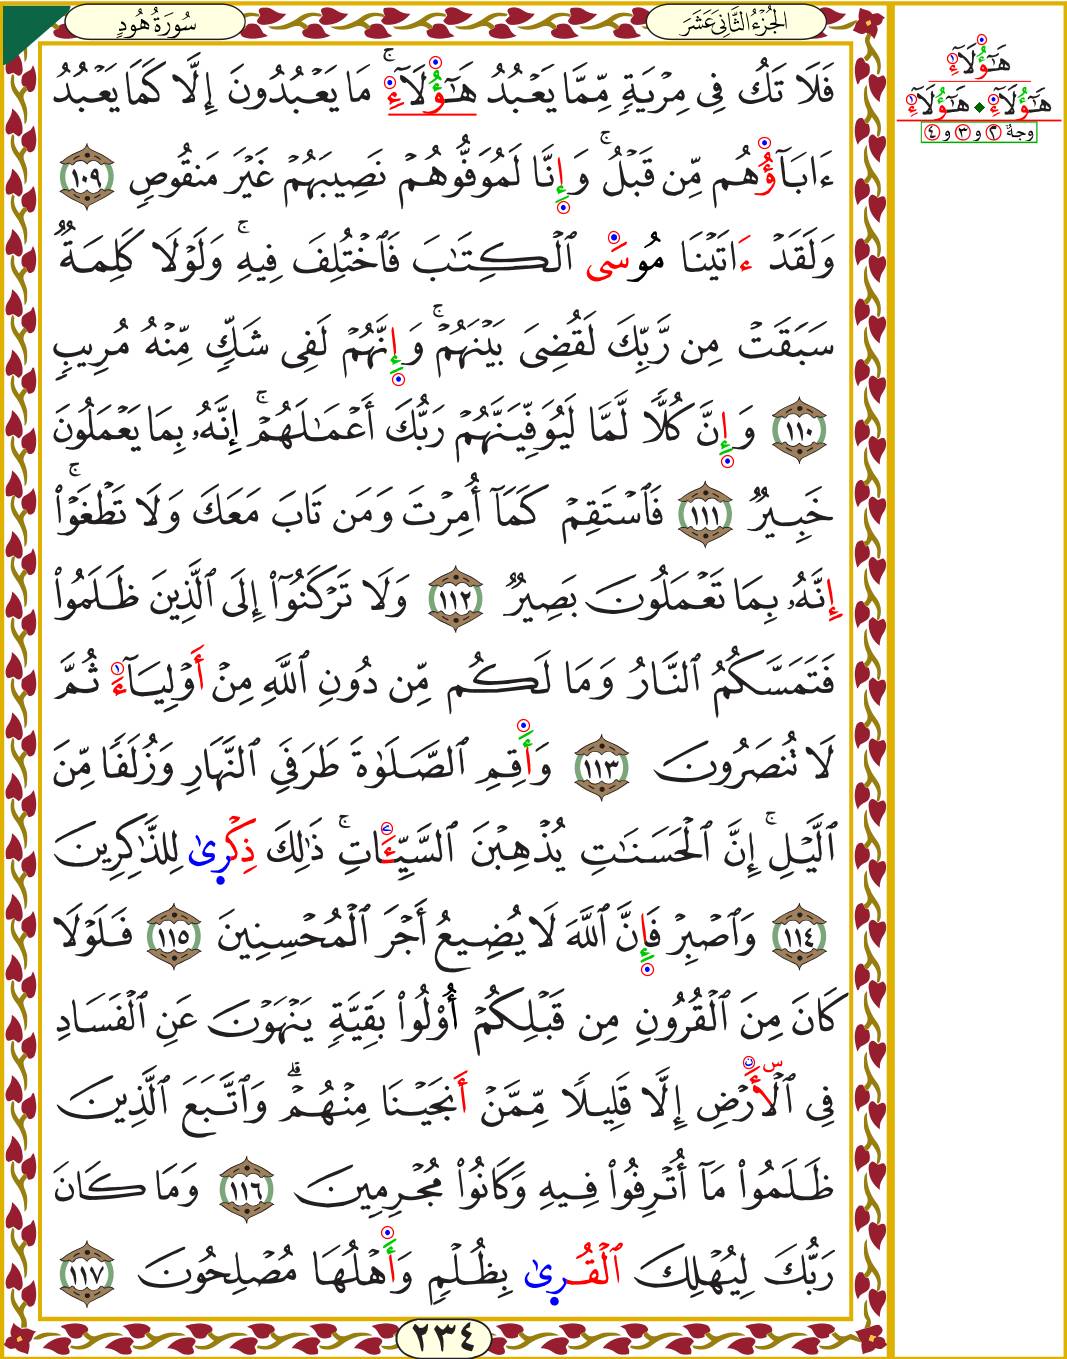 سُورَةُ هُودٍ
الجُزْءُ الثَّانِى عَشَرَ
فَلَا تَكُ فِى مِرْيَةٍ مِّمَّا يَعْبُدُ هَٰٓؤُلَآءِ ۚ مَا يَعْبُدُونَ إِلَّا كَمَا يَعْبُدُ
ءَابَآؤُهُم مِّن قَبْلُ ۚ وَإِنَّا لَمُوَفُّوهُمْ نَصِيبَهُمْ غَيْرَ مَنقُوصٍ ١٠٩
وَلَقَدْ ءَاتَيْنَا مُوسَى ٱلْكِتَٰبَ فَٱخْتُلِفَ فِيهِ ۚ وَلَوْلَا كَلِمَةٌ
سَبَقَتْ مِن رَّبِّكَ لَقُضِىَ بَيْنَهُمْ ۚ وَإِنَّهُمْ لَفِى شَكٍّ مِّنْهُ مُرِيبٍ
١١٠ وَإِنَّ كُلًّا لَّمَّا لَيُوَفِّيَنَّهُمْ رَبُّكَ أَعْمَٰلَهُمْ ۚ إِنَّهُۥ بِمَا يَعْمَلُونَ
خَبِيرٌ ١١١ فَٱسْتَقِمْ كَمَآ أُمِرْتَ وَمَن تَابَ مَعَكَ وَلَا تَطْغَوْا۟ ۚ
إِنَّهُۥ بِمَا تَعْمَلُونَ بَصِيرٌ ١١٢ وَلَا تَرْكَنُوٓا۟ إِلَى ٱلَّذِينَ ظَلَمُوا۟
فَتَمَسَّكُمُ ٱلنَّارُ وَمَا لَكُم مِّن دُونِ ٱللَّهِ مِنْ أَوْلِيَآءَ ١ ثُمَّ
لَا تُنصَرُونَ ١١٣ وَأَقِمِ ٱلصَّلَوٰةَ طَرَفَىِ ٱلنَّهَارِ وَزُلَفًا مِّنَ
ٱلَّيْلِ ۚ إِنَّ ٱلْحَسَنَٰتِ يُذْهِبْنَ ٱلسَّيِّـَٔاتِ ۚ ذَٰلِكَ ذِكْرِىٰ لِلذَّٰكِرِينَ
١١٤ وَٱصْبِرْ فَإِنَّ ٱللَّهَ لَا يُضِيعُ أَجْرَ ٱلْمُحْسِنِينَ ١١٥ فَلَوْلَا
كَانَ مِنَ ٱلْقُرُونِ مِن قَبْلِكُمْ أُو۟لُوا۟ بَقِيَّةٍ يَنْهَوْنَ عَنِ ٱلْفَسَادِ
فِى ٱلْأَرْضِ إِلَّا قَلِيلًا مِّمَّنْ أَنجَيْنَا مِنْهُمْ ۗ وَٱتَّبَعَ ٱلَّذِينَ
ظَلَمُوا۟ مَآ أُتْرِفُوا۟ فِيهِ وَكَانُوا۟ مُجْرِمِينَ ١١٦ وَمَا كَانَ
رَبُّكَ لِيُهْلِكَ ٱلْقُرِىٰ بِظُلْمٍ وَأَهْلُهَا مُصْلِحُونَ ١١٧
٢٣٤
هَٰٓؤُلَآءِ ١
هَٰٓؤُلَآءِ ◆ هَٰٓؤُلَآءِ ١
وجهٌ ٢ و ٣ و ٤